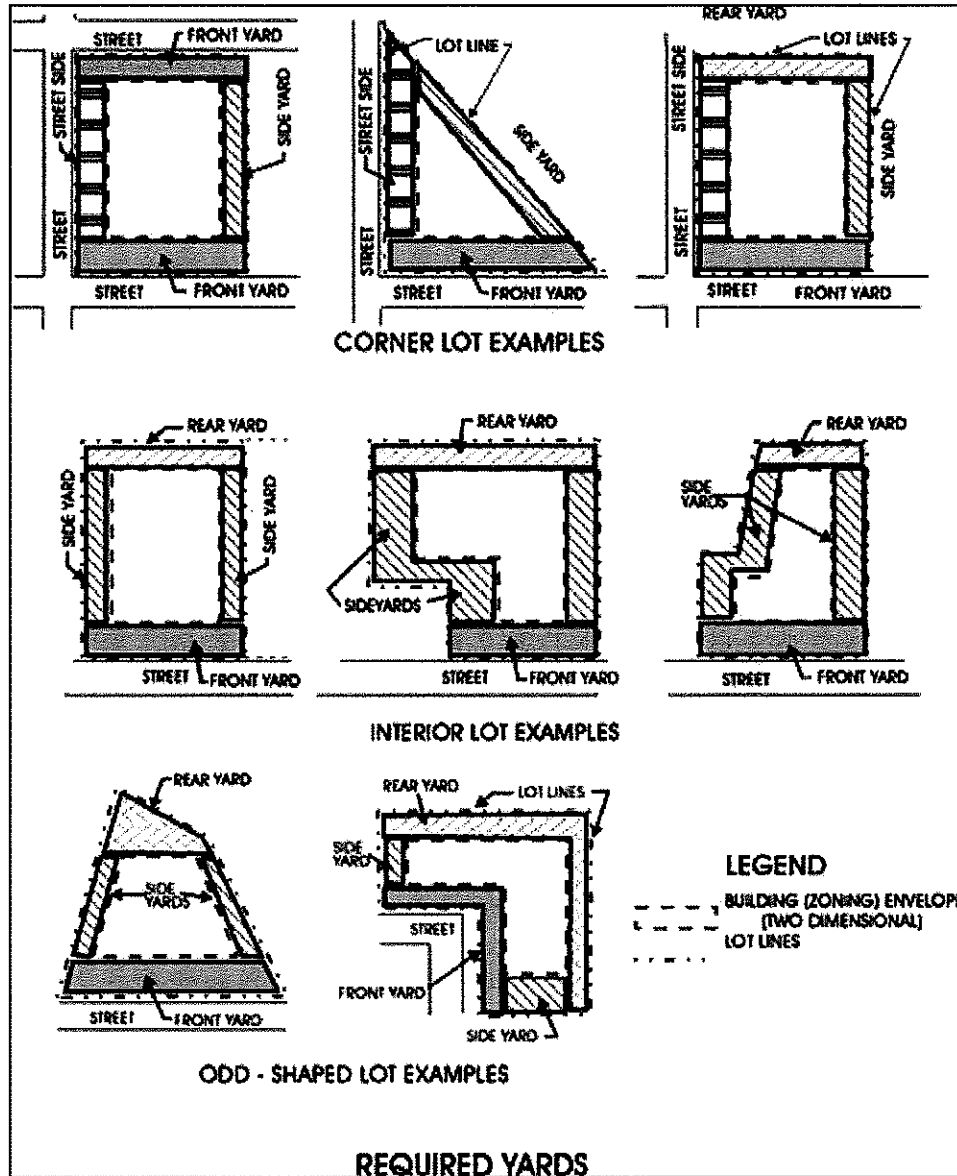 STREET
FRONT YARD
STREET SIDE
STREET
SIDE YARD
STREET
FRONT YARD
LOT LINE
STREET SIDE
STREET
SIDE YARD
STREET
FRONT YARD
REAR YARD
LOT LINES
STREET SIDE
STREET
SIDE YARD
STREET
FRONT YARD
CORNER LOT EXAMPLES
REAR YARD
SIDE YARD
SIDE YARD
STREET
FRONT YARD
REAR YARD
SIDEYARDS
STREET
FRONT YARD
REAR YARD
SIDE
YARDS
STREET
FRONT YARD
INTERIOR LOT EXAMPLES
REAR YARD
SIDE
YARDS
STREET
FRONT YARD
REAR YARD
LOT LINES
SIDE
YARD
STREET
FRONT YARD
SIDE YARD
LEGEND
BUILDING (ZONING) ENVELOPE
(TWO DIMENSIONAL)
LOT LINES
ODD - SHAPED LOT EXAMPLES
REQUIRED YARDS